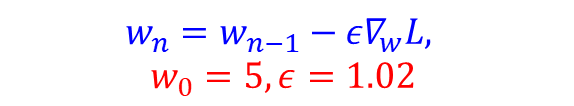 wₙ = wₙ₋₁ − ϵ∇_w L,
w₀ = 5, ϵ = 1.02